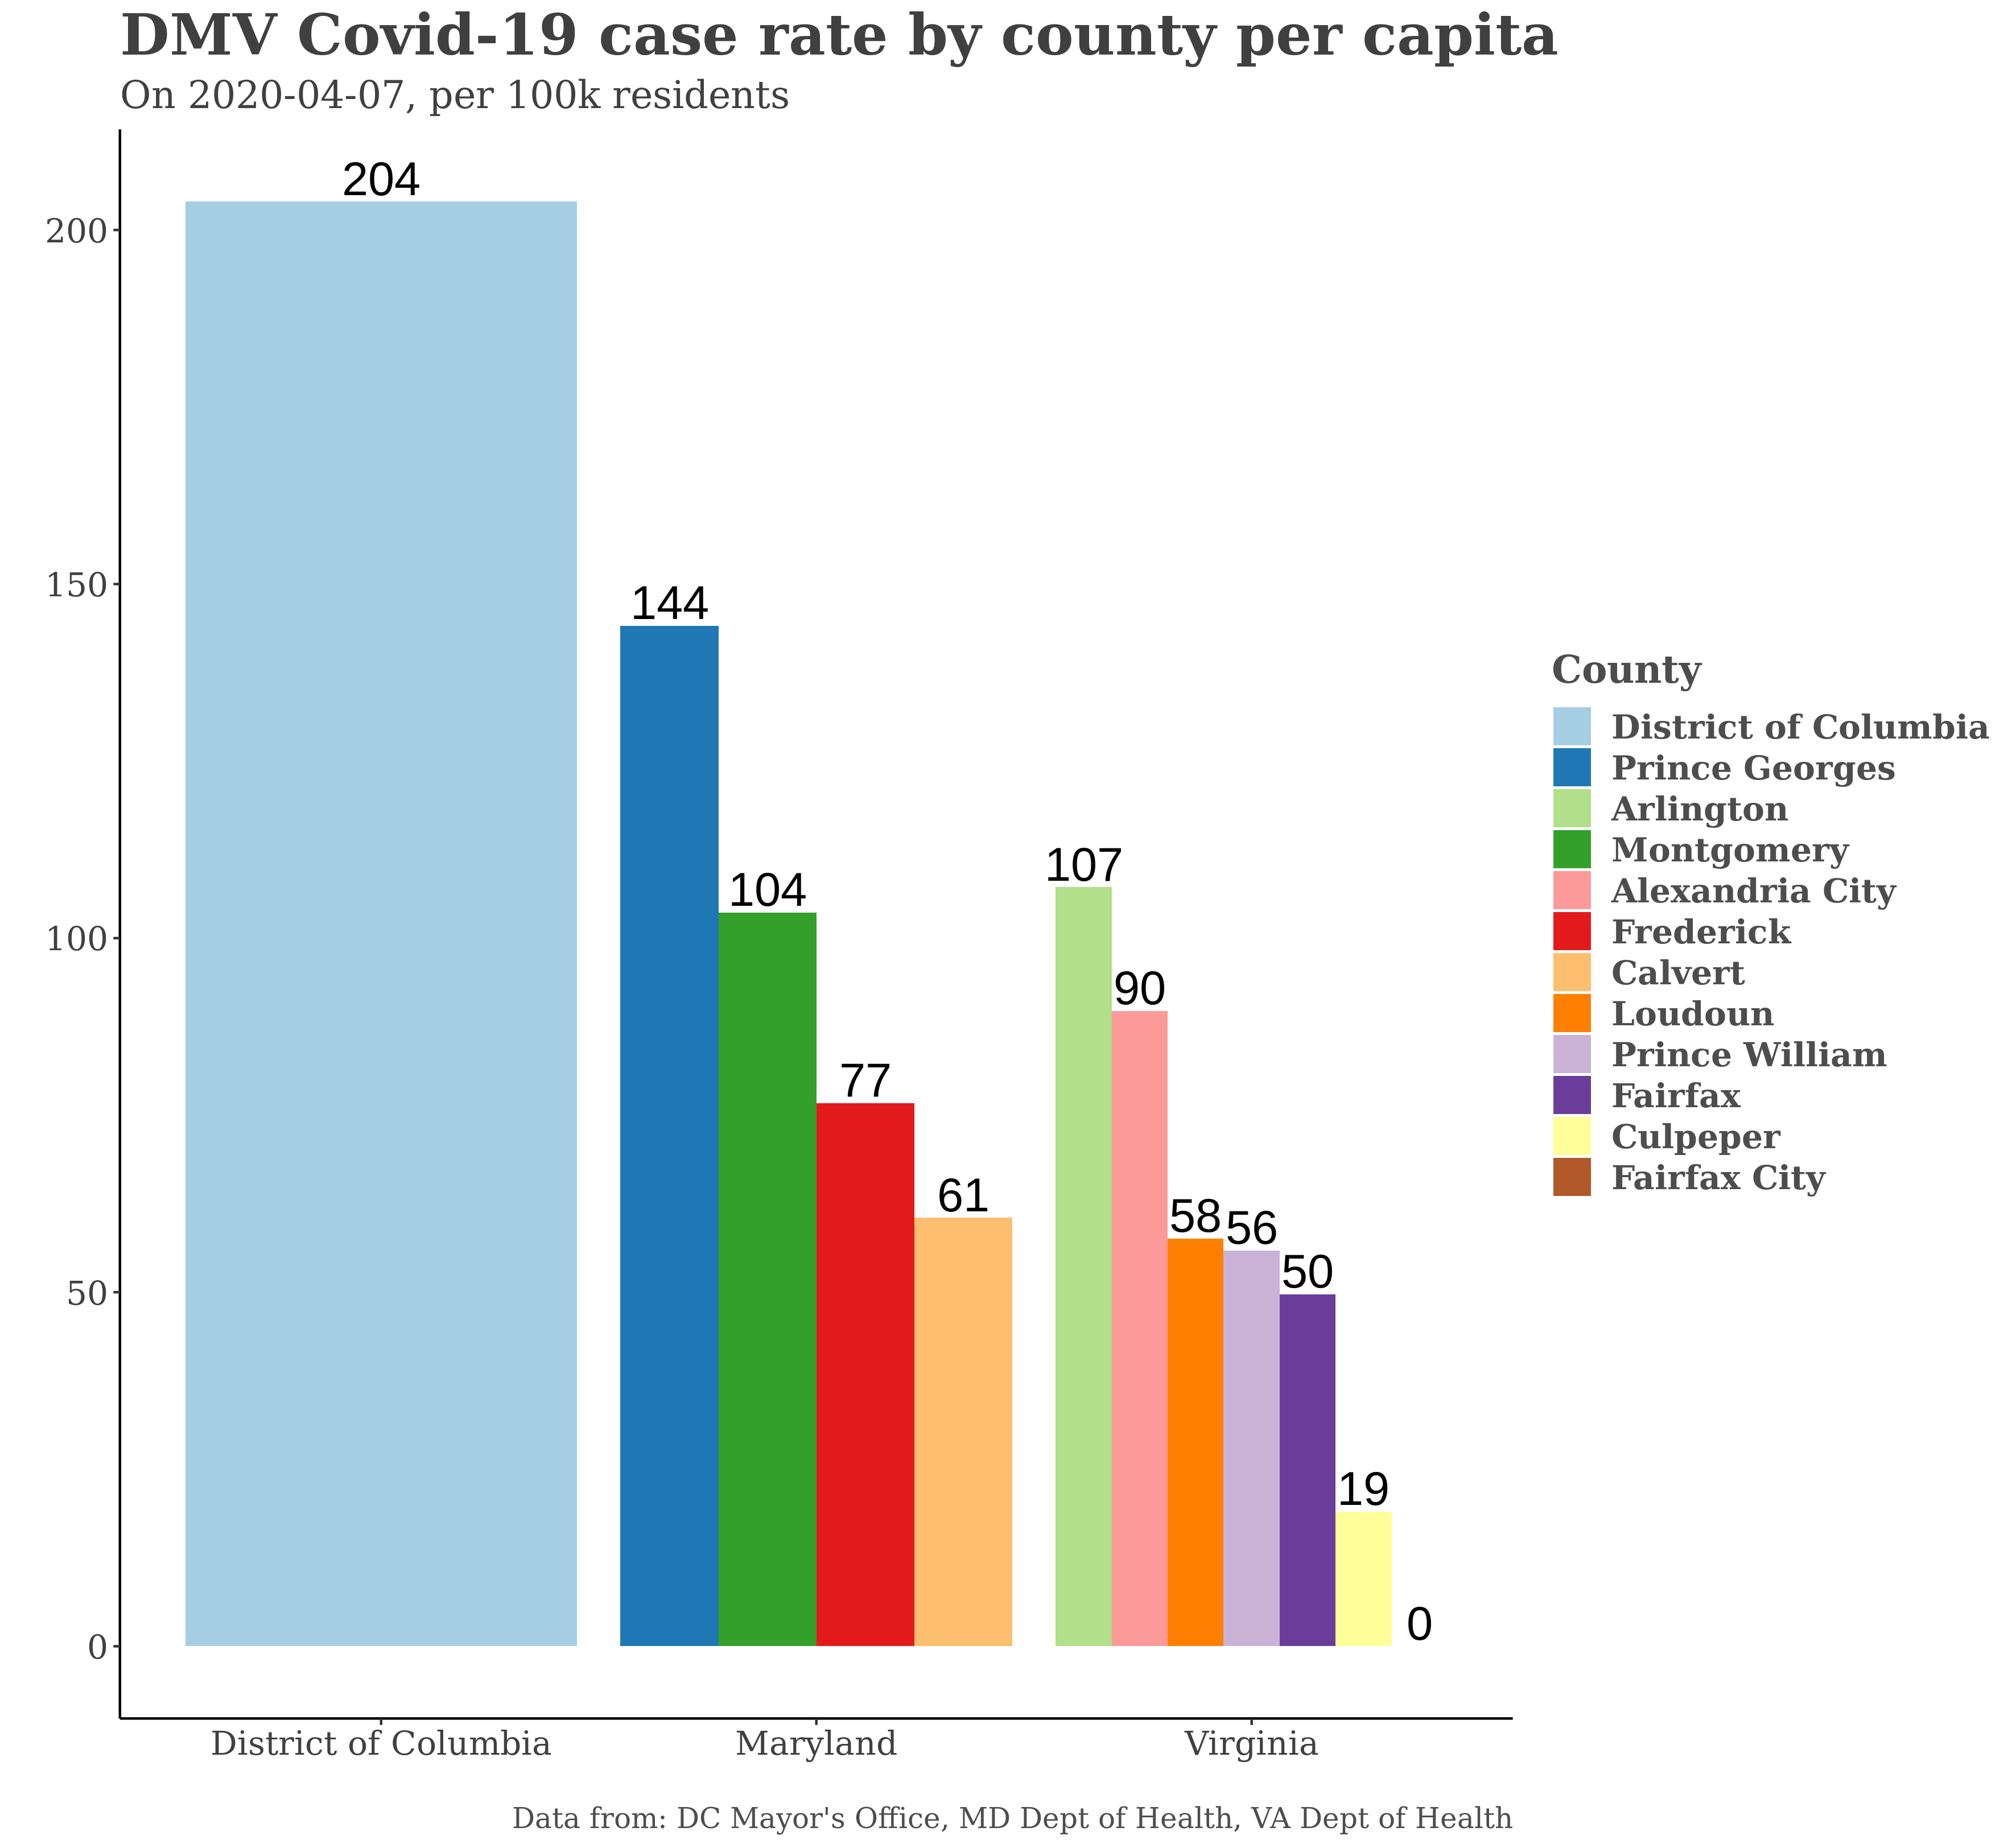 DMV Covid-19 case rate by county per capita
On 2020-04-07, per 100k residents
204
200
150
144
107
104
100
90
77
61
58
56
50
50
19
0
0
County
District of Columbia
Prince Georges
Arlington
Montgomery
Alexandria City
Frederick
Calvert
Loudoun
Prince William
Fairfax
Culpeper
Fairfax City
District of Columbia
Maryland
Virginia
Data from: DC Mayor's Office, MD Dept of Health, VA Dept of Health